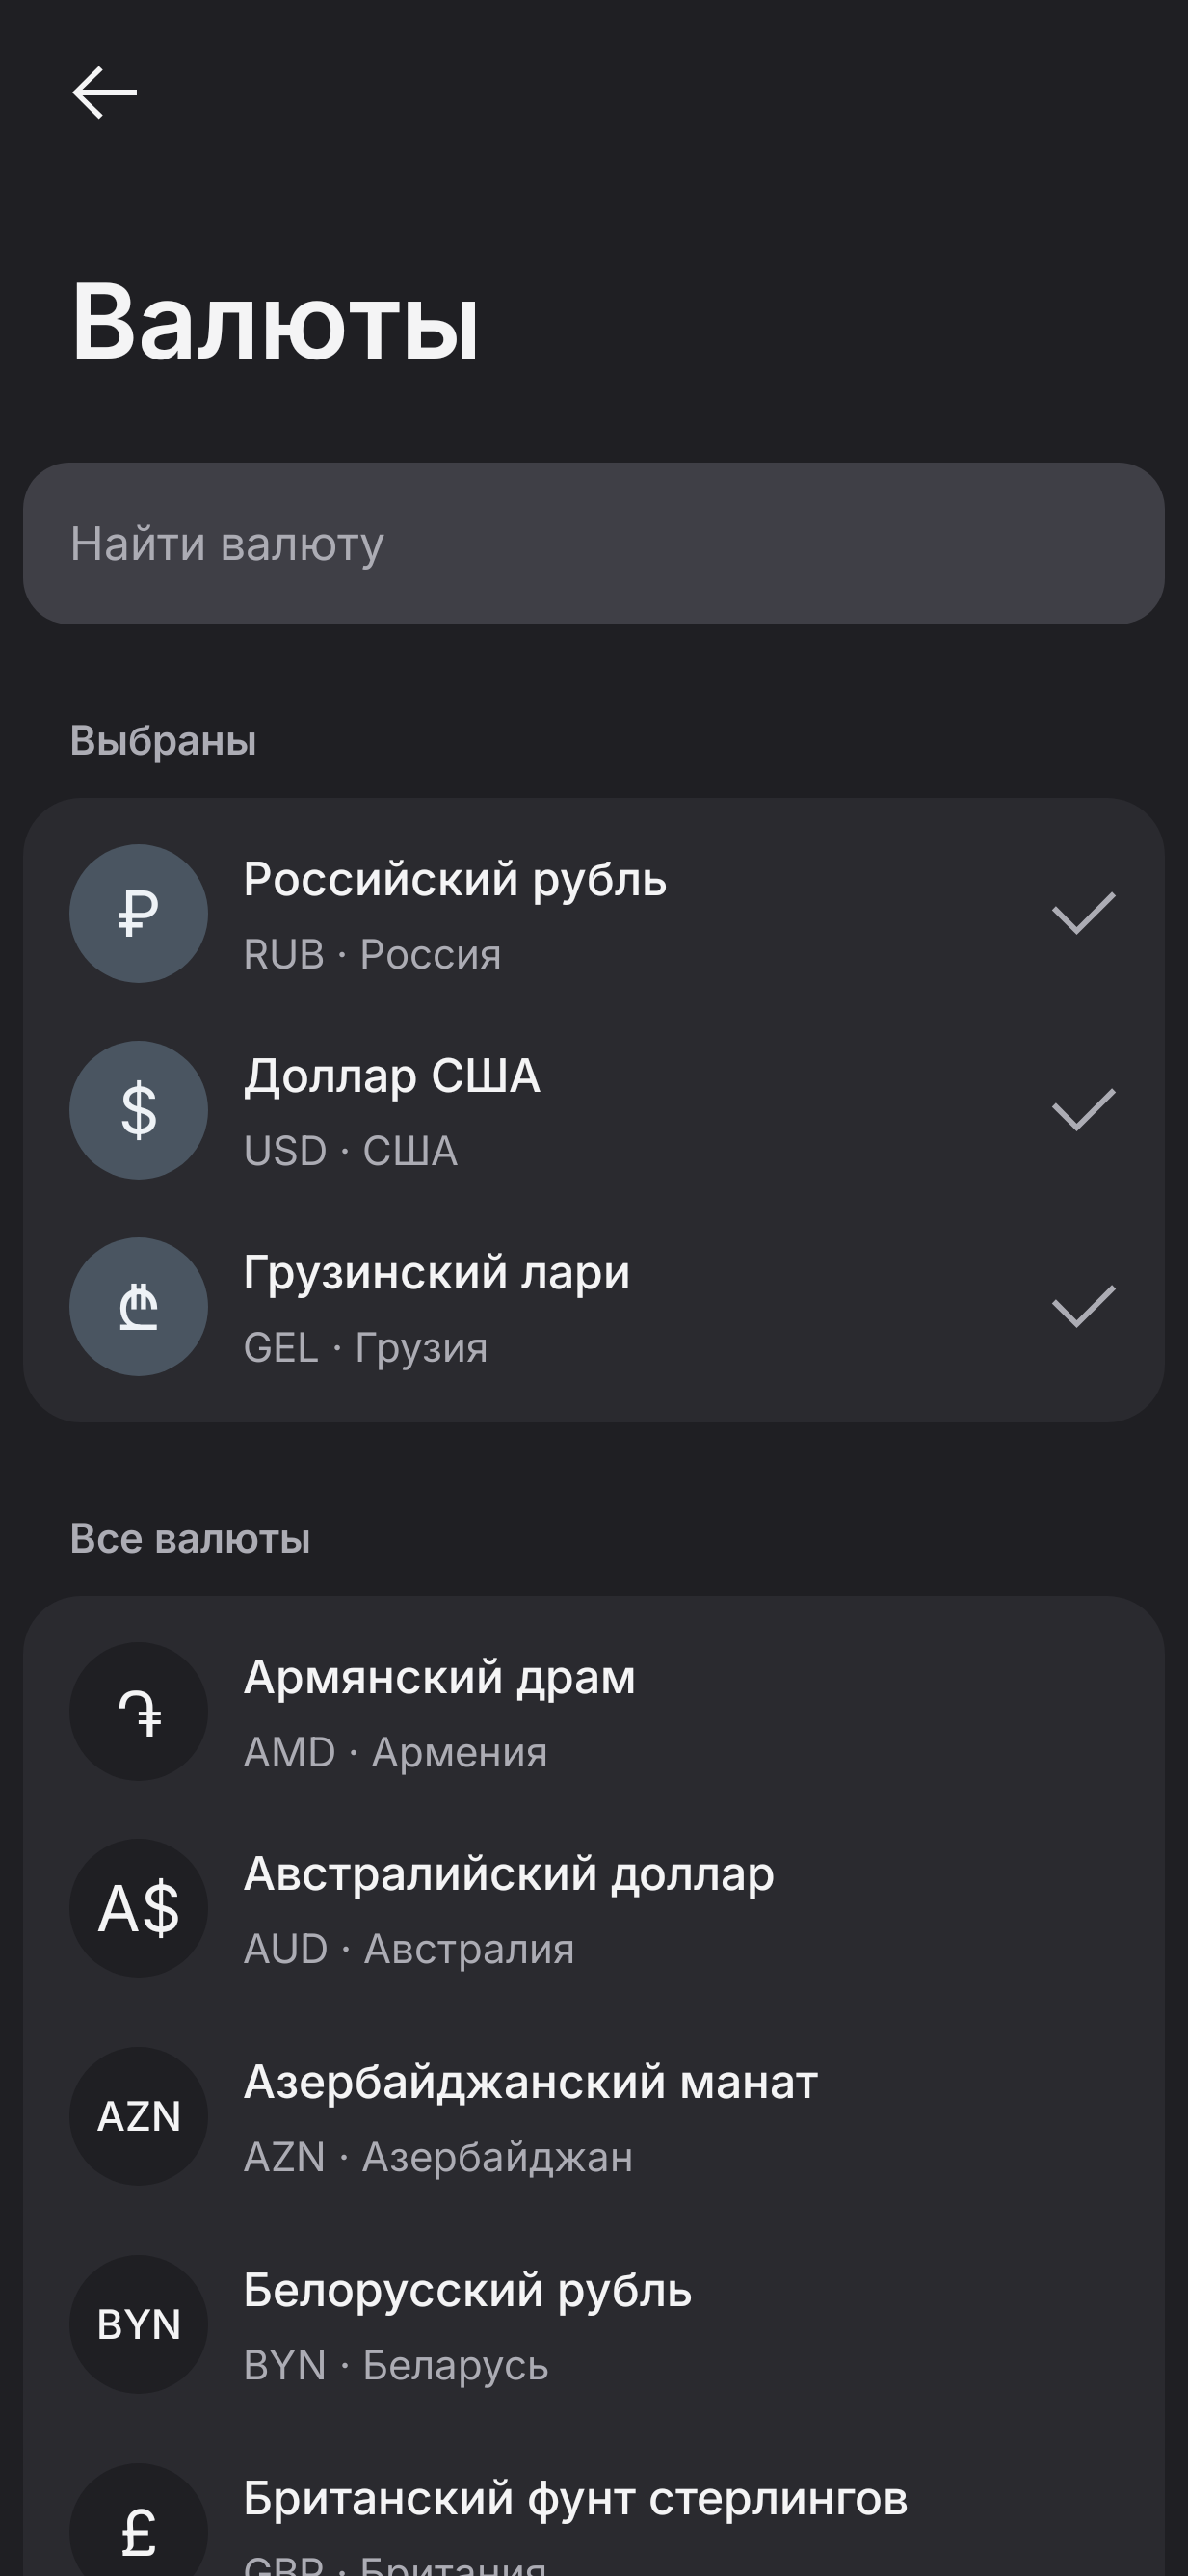 Валюты
Найти валюту
Выбраны
₽
Российский рубль
RUB · Россия
$
Доллар США
USD · США
₾
Грузинский лари
GEL · Грузия
Все валюты
֏
Армянский драм
AMD · Армения
A$
Австралийский доллар
AUD · Австралия
AZN
Азербайджанский манат
AZN · Азербайджан
BYN
Белорусский рубль
BYN · Беларусь
£
Британский фунт стерлингов
GBP · Британия